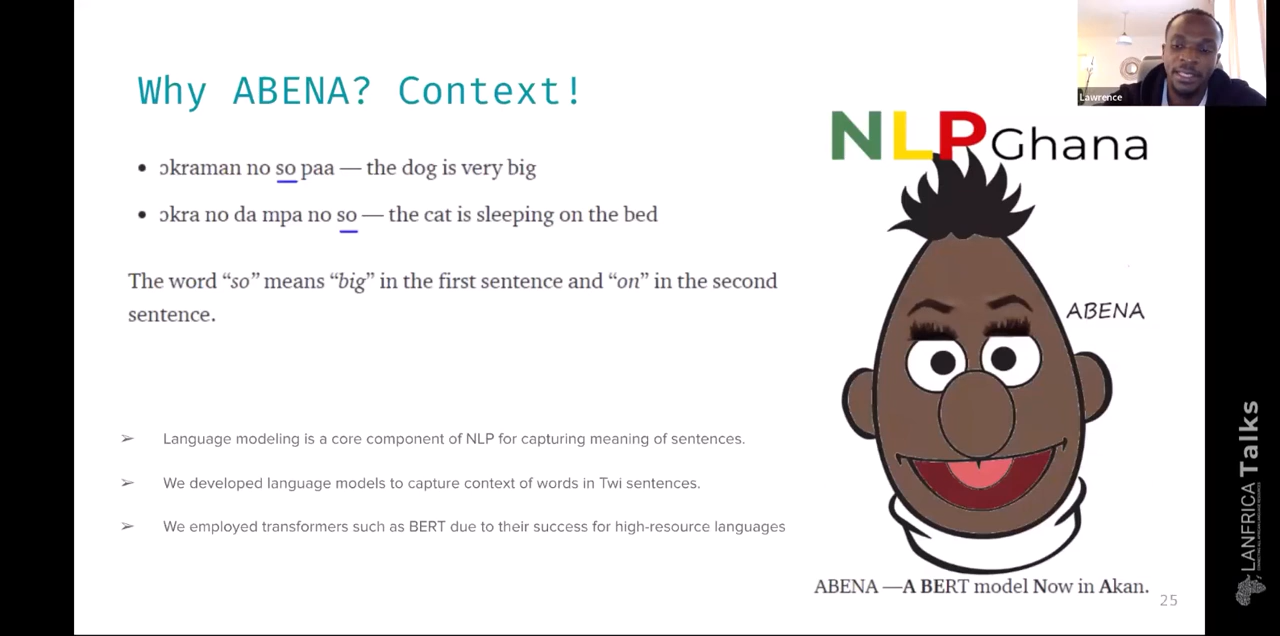 Why ABENA? Context!
• ɔkraman no so paa — the dog is very big
• ɔkra no da mpa no so — the cat is sleeping on the bed
The word “so” means “big” in the first sentence and “on” in the second
sentence.
➢ Language modeling is a core component of NLP for capturing meaning of sentences.
➢ We developed language models to capture context of words in Twi sentences.
➢ We employed transformers such as BERT due to their success for high-resource languages
NLPGhana
ABENA
ABENA —A BERT model Now in Akan.
25
Lawrence
LANFRICA Talks